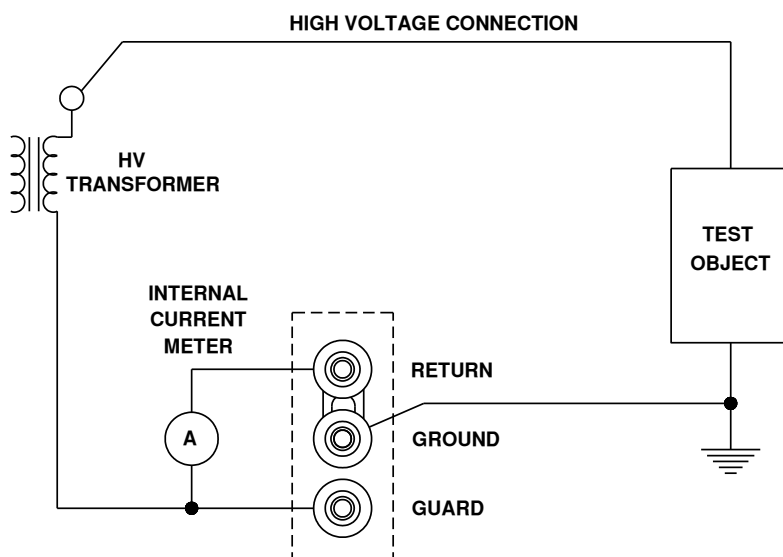 HIGH VOLTAGE CONNECTION
HV
TRANSFORMER
TEST
OBJECT
INTERNAL
CURRENT
METER
RETURN
A
GROUND
GUARD